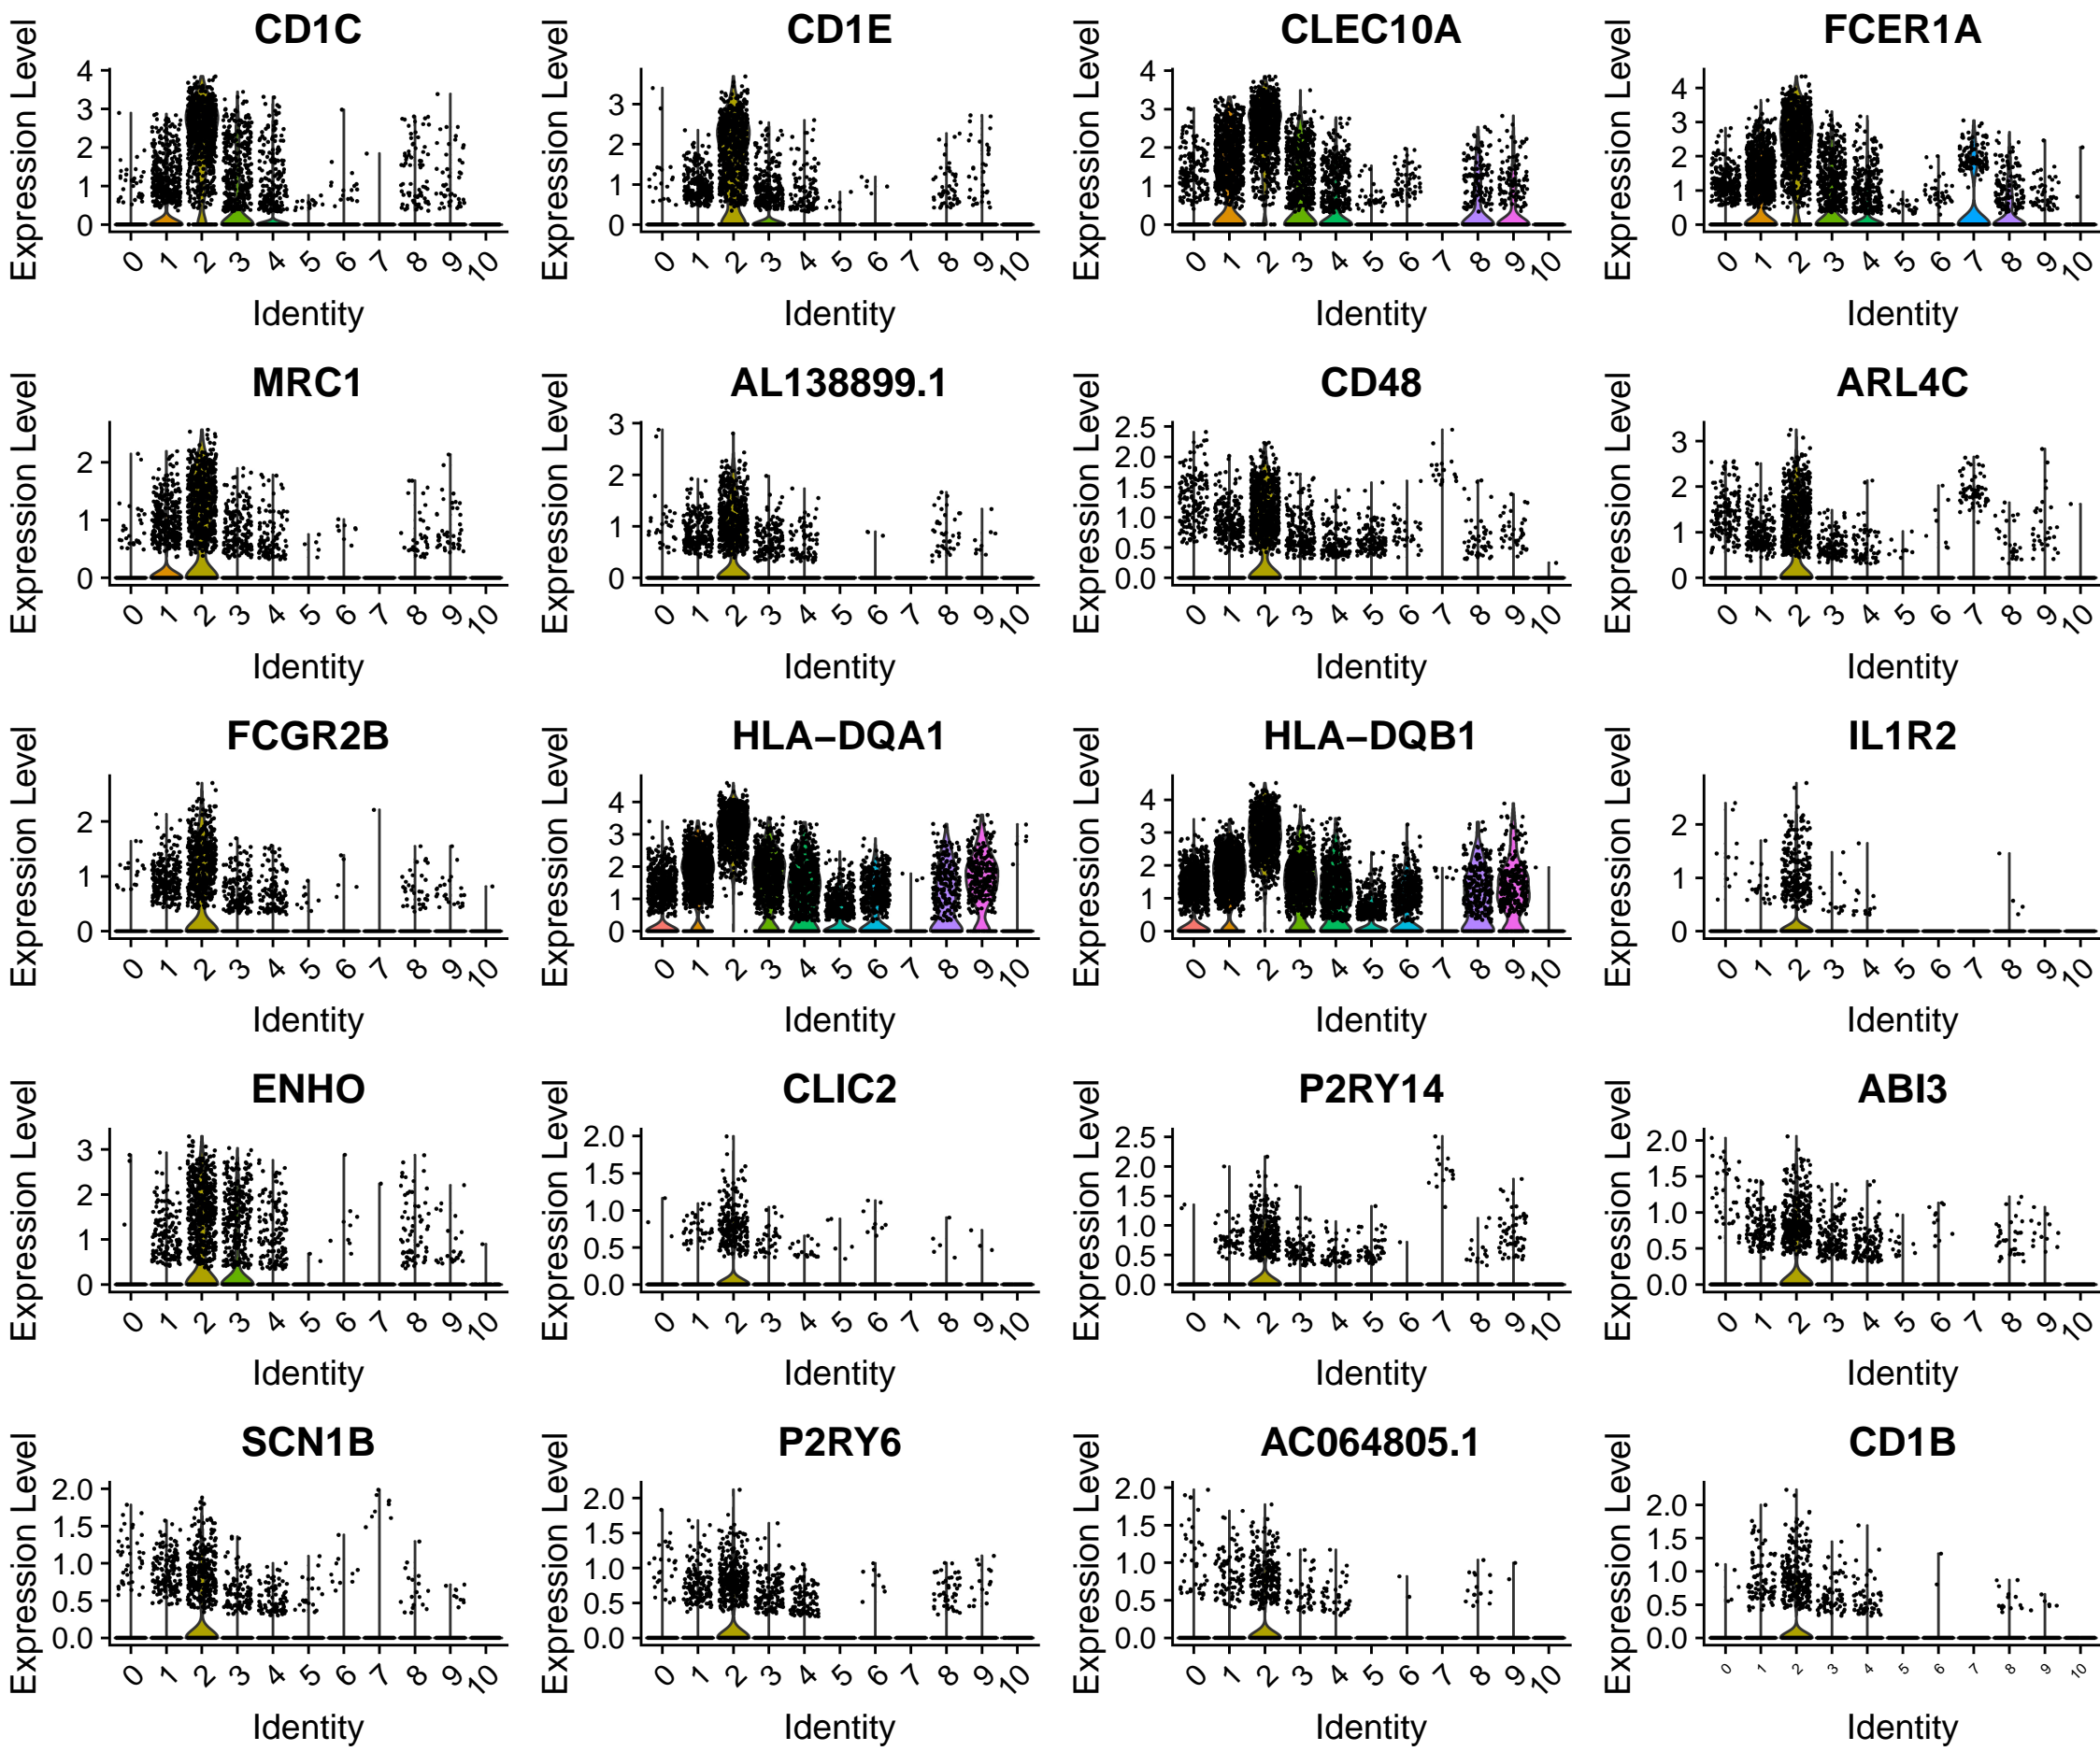 CD1C
CD1E
CLEC10A
FCER1A
Expression Level
4
3
2
1
0
0 1 2 3 4 5 6 7 8 9 10
Identity
Expression Level
3
2
1
0
0 1 2 3 4 5 6 7 8 9 10
Identity
Expression Level
4
3
2
1
0
0 1 2 3 4 5 6 7 8 9 10
Identity
Expression Level
4
3
2
1
0
0 1 2 3 4 5 6 7 8 9 10
Identity
MRC1
AL138899.1
CD48
ARL4C
Expression Level
2
1
0
0 1 2 3 4 5 6 7 8 9 10
Identity
Expression Level
3
2
1
0
0 1 2 3 4 5 6 7 8 9 10
Identity
Expression Level
2.5
2.0
1.5
1.0
0.5
0.0
0 1 2 3 4 5 6 7 8 9 10
Identity
Expression Level
3
2
1
0
0 1 2 3 4 5 6 7 8 9 10
Identity
FCGR2B
HLA−DQA1
HLA−DQB1
IL1R2
Expression Level
2
1
0
0 1 2 3 4 5 6 7 8 9 10
Identity
Expression Level
4
3
2
1
0
0 1 2 3 4 5 6 7 8 9 10
Identity
Expression Level
4
3
2
1
0
0 1 2 3 4 5 6 7 8 9 10
Identity
Expression Level
2
1
0
0 1 2 3 4 5 6 7 8 9 10
Identity
ENHO
CLIC2
P2RY14
ABI3
Expression Level
3
2
1
0
0 1 2 3 4 5 6 7 8 9 10
Identity
Expression Level
2.0
1.5
1.0
0.5
0.0
0 1 2 3 4 5 6 7 8 9 10
Identity
Expression Level
2.5
2.0
1.5
1.0
0.5
0.0
0 1 2 3 4 5 6 7 8 9 10
Identity
Expression Level
2.0
1.5
1.0
0.5
0.0
0 1 2 3 4 5 6 7 8 9 10
Identity
SCN1B
P2RY6
AC064805.1
CD1B
Expression Level
2.0
1.5
1.0
0.5
0.0
0 1 2 3 4 5 6 7 8 9 10
Identity
Expression Level
2.0
1.5
1.0
0.5
0.0
0 1 2 3 4 5 6 7 8 9 10
Identity
Expression Level
2.0
1.5
1.0
0.5
0.0
0 1 2 3 4 5 6 7 8 9 10
Identity
Expression Level
2.0
1.5
1.0
0.5
0.0
0 1 2 3 4 5 6 7 8 9 10
Identity